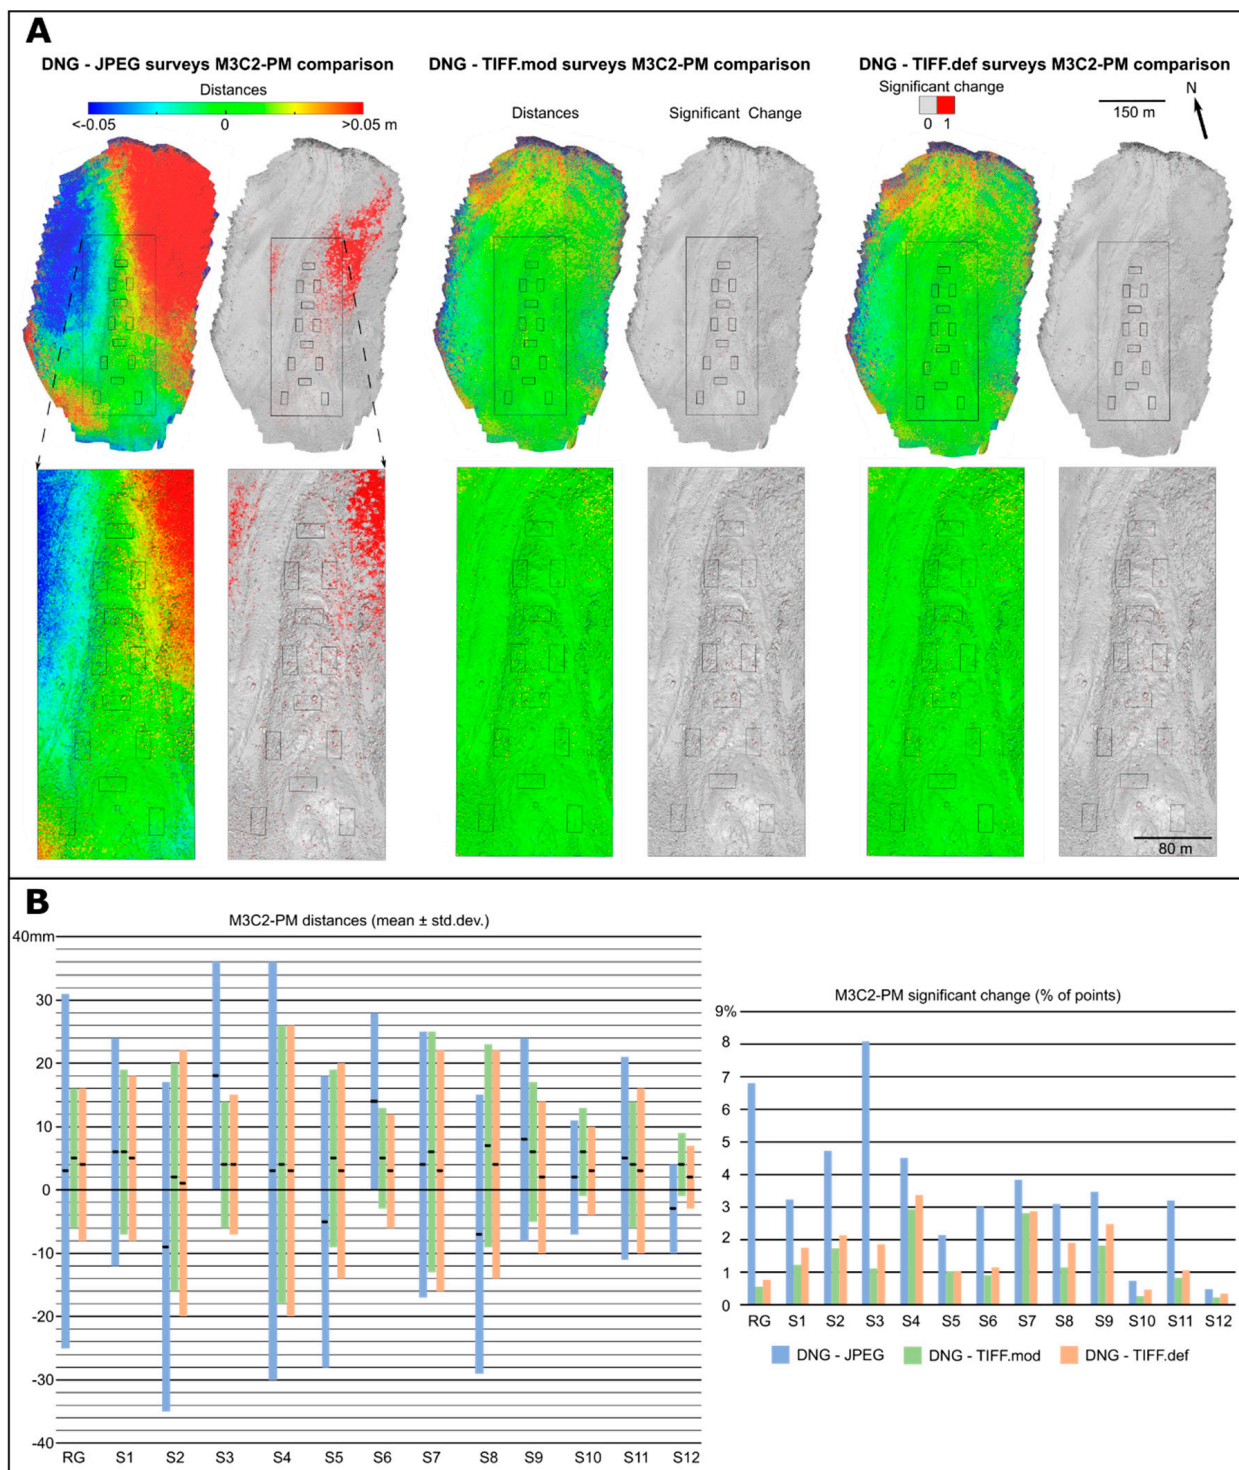 A
DNG - JPEG surveys M3C2-PM comparison
DNG - TIFF.mod surveys M3C2-PM comparison
DNG - TIFF.def surveys M3C2-PM comparison
Distances
<-0.05 0 >0.05 m
Distances
Significant Change
Significant change
0 1
150 m
N
80 m
B
M3C2-PM distances (mean ± std.dev.)
40mm
30
20
10
0
-10
-20
-30
-40
RG S1 S2 S3 S4 S5 S6 S7 S8 S9 S10 S11 S12
M3C2-PM significant change (% of points)
9%
8
7
6
5
4
3
2
1
0
RG S1 S2 S3 S4 S5 S6 S7 S8 S9 S10 S11 S12
DNG - JPEG DNG - TIFF.mod DNG - TIFF.def